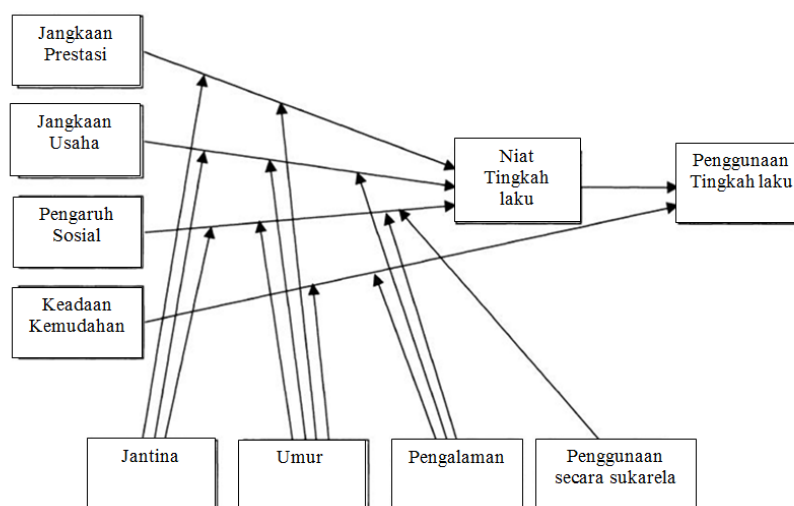 Jangkaan
Prestasi
Jangkaan
Usaha
Pengaruh
Sosial
Keadaan
Kemudahan
Niat
Tingkah
laku
Penggunaan
Tingkah laku
Jantina
Umur
Pengalaman
Penggunaan
secara sukarela